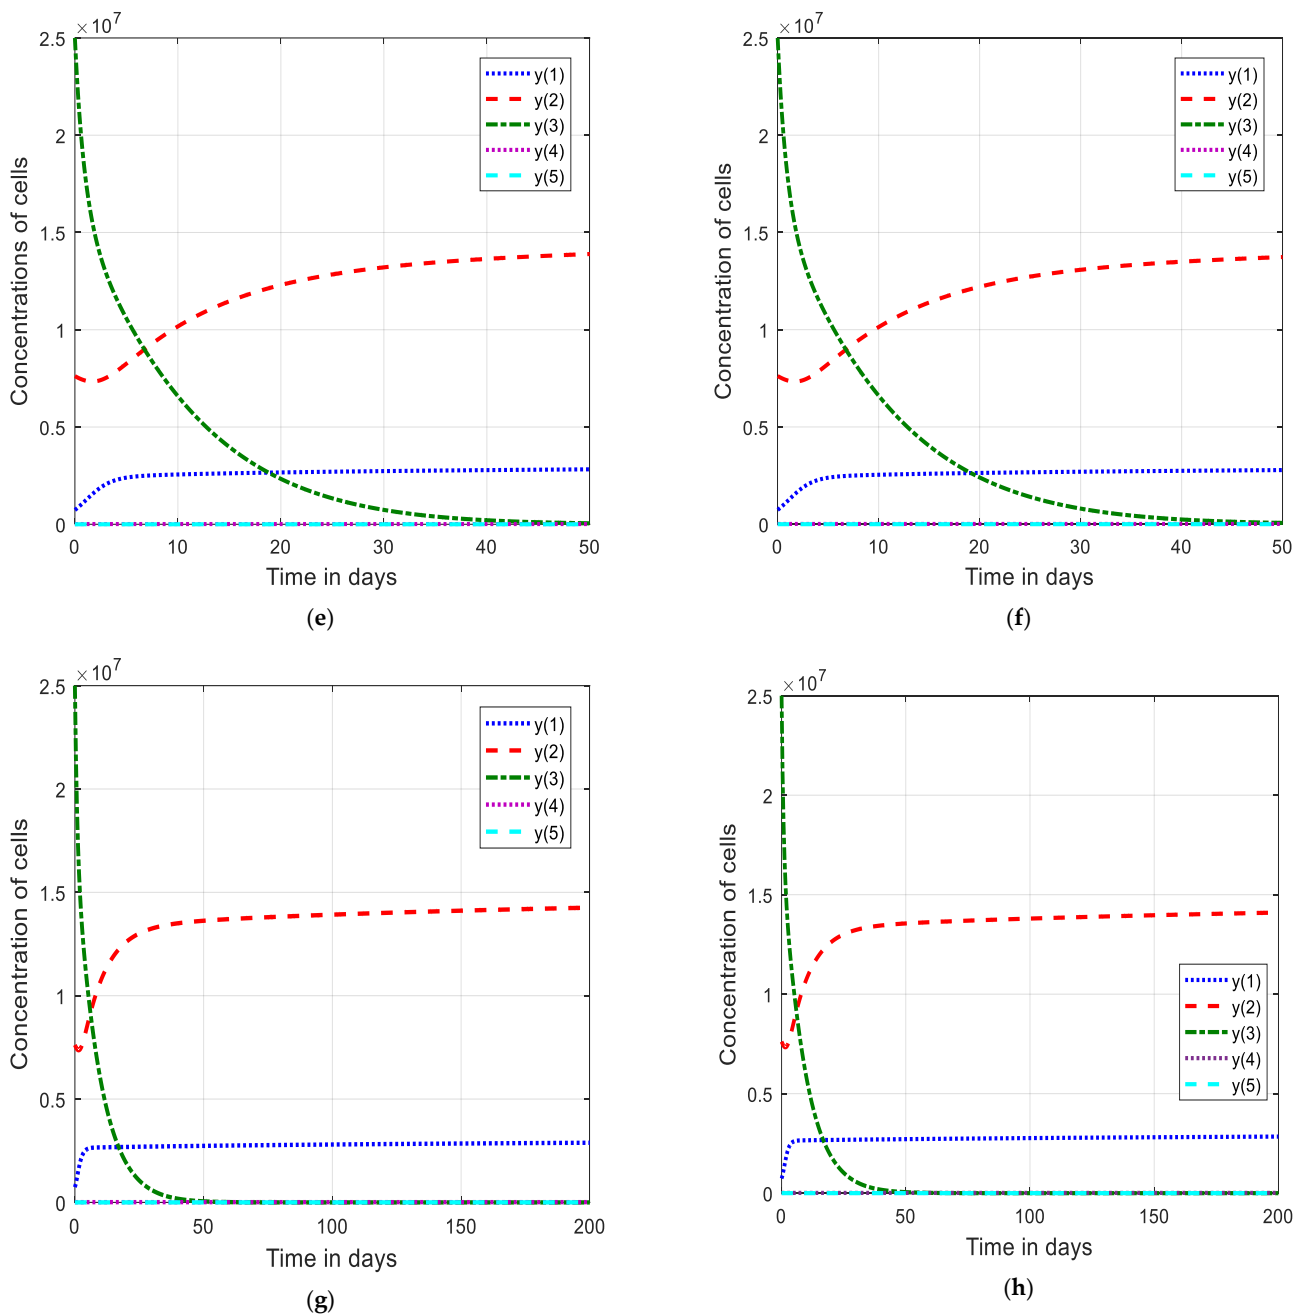 ×10^7
2.5
2
1.5
1
0.5
0
0 10 20 30 40 50
Concentrations of cells
Time in days
y(1)
y(2)
y(3)
y(4)
y(5)
(e)
×10^7
2.5
2
1.5
1
0.5
0
0 10 20 30 40 50
Concentration of cells
Time in days
y(1)
y(2)
y(3)
y(4)
y(5)
(f)
×10^7
2.5
2
1.5
1
0.5
0
0 50 100 150 200
Concentration of cells
Time in days
y(1)
y(2)
y(3)
y(4)
y(5)
(g)
×10^7
2.5
2
1.5
1
0.5
0
0 50 100 150 200
Concentration of cells
Time in days
y(1)
y(2)
y(3)
y(4)
y(5)
(h)